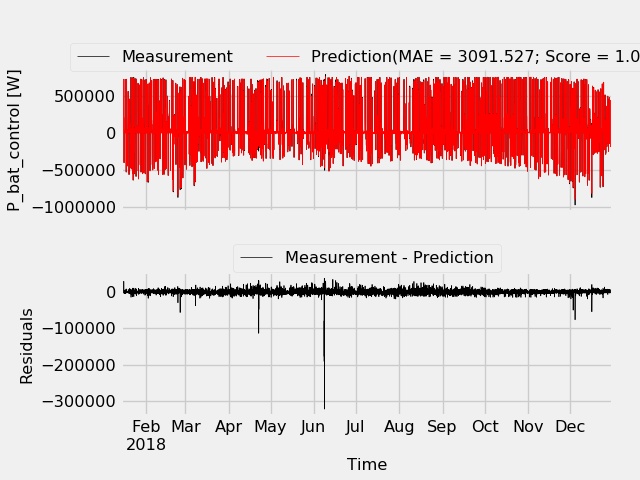 Measurement
Prediction(MAE = 3091.527; Score = 1.0
P_bat_control [W]
500000
0
−500000
−1000000
Measurement - Prediction
Residuals
0
−100000
−200000
−300000
Feb Mar Apr May Jun Jul Aug Sep Oct Nov Dec
2018
Time